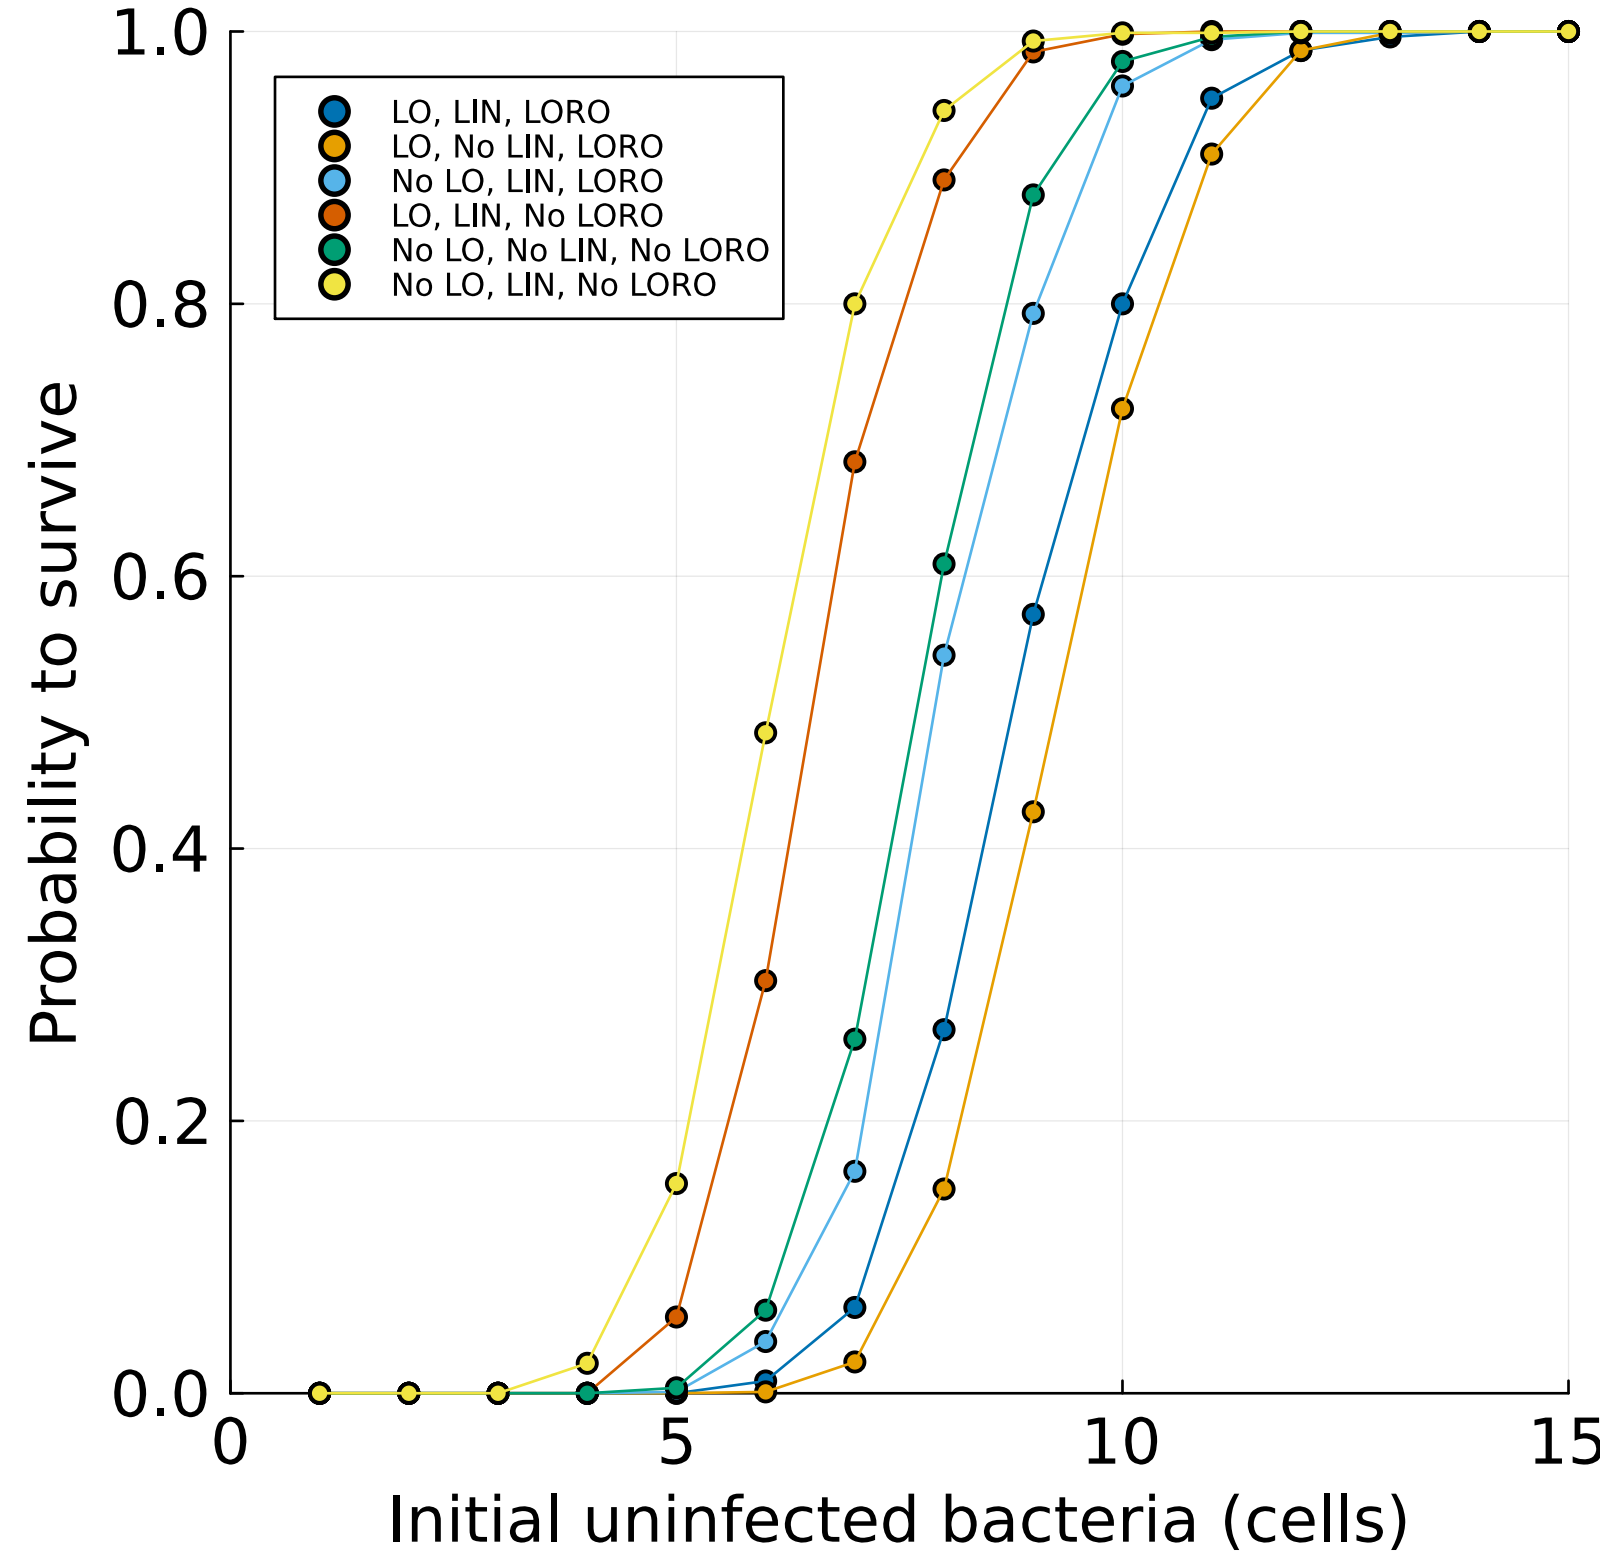 1.0
0.8
0.6
0.4
0.2
0.0
Probability to survive
LO, LIN, LORO
LO, No LIN, LORO
No LO, LIN, LORO
LO, LIN, No LORO
No LO, No LIN, No LORO
No LO, LIN, No LORO
0 5 10 15
Initial uninfected bacteria (cells)